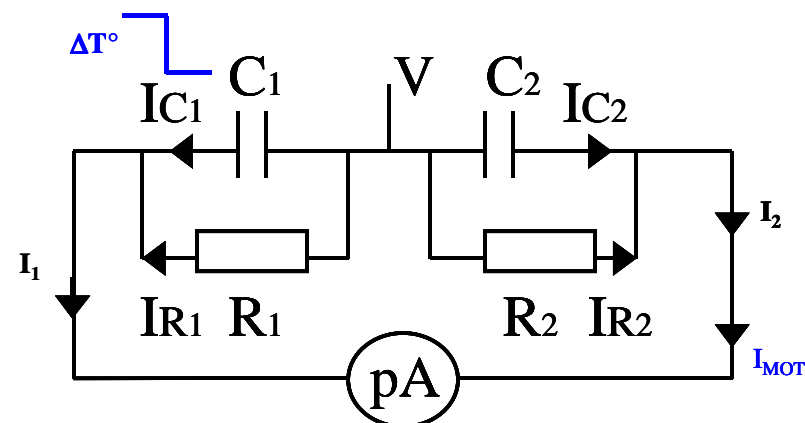 ΔT°
C1 V C2
IC1 IC2
I2
I1
IR1 R1 R2 IR2
IMOT
pA